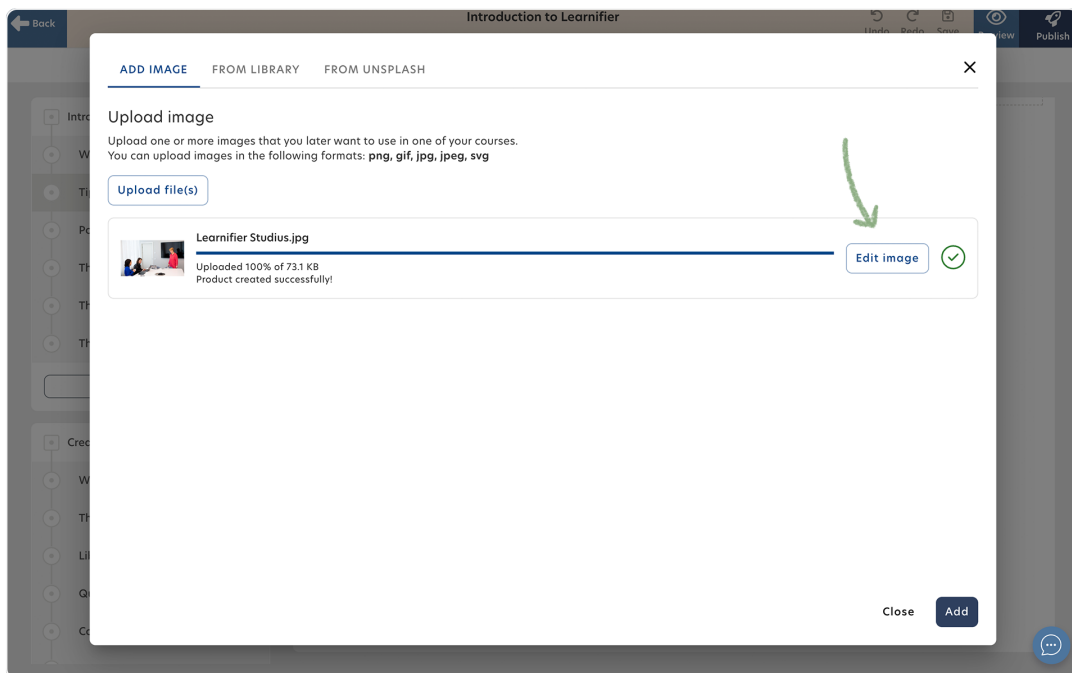 Back
Introduction to Learnifier
Undo Redo Save
Publish
ADD IMAGE FROM LIBRARY FROM UNSPLASH
Upload image
Upload one or more images that you later want to use in one of your courses.
You can upload images in the following formats: png, gif, jpg, jpeg, svg
Upload file(s)
Learnifier Studius.jpg
Uploaded 100% of 73.1 KB
Product created successfully!
Edit image
Close Add